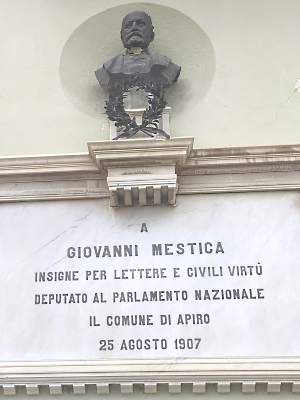 A
GIOVANNI MESTICA
INSIGNE PER LETTERE E CIVILI VIRTÙ
DEPUTATO AL PARLAMENTO NAZIONALE
IL COMUNE DI APIRO
25 AGOSTO 1907